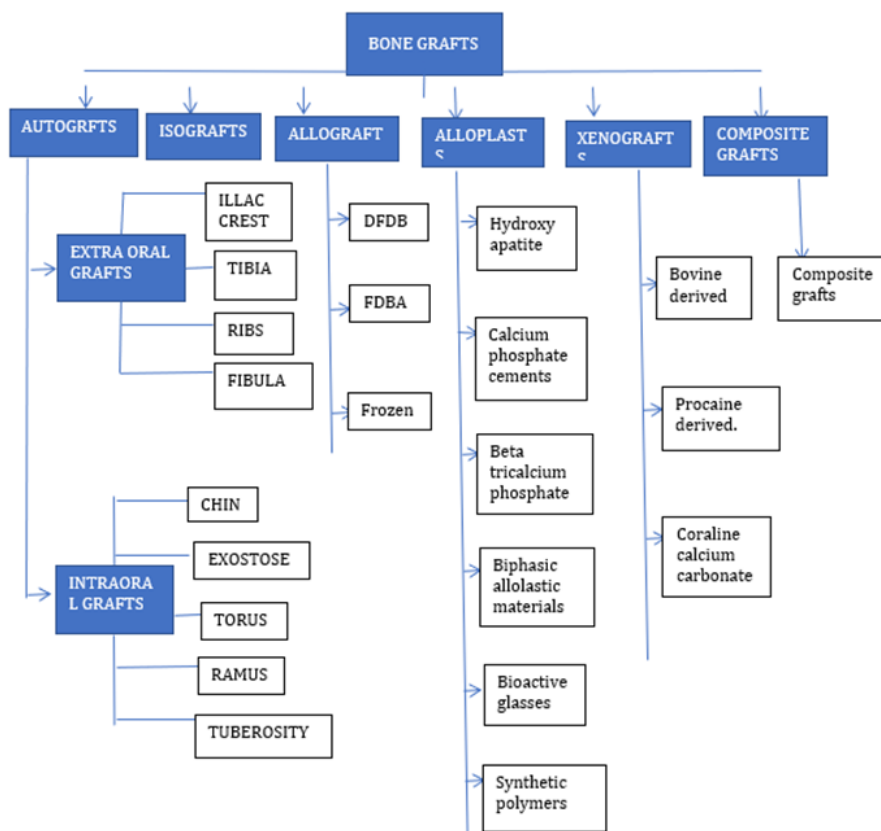 BONE GRAFTS
AUTOGRFTS
ISOGRAFTS
ALLOGRAFT
ALLOPLAST
S
XENOGRAFT
S
COMPOSITE
GRAFTS
EXTRA ORAL
GRAFTS
ILLAC
CREST
TIBIA
RIBS
FIBULA
INTRAORA
L GRAFTS
CHIN
EXOSTOSE
TORUS
RAMUS
TUBEROSITY
DFDB
FDBA
Frozen
Hydroxy
apatite
Calcium
phosphate
cements
Beta
tricalcium
phosphate
Biphasic
allolastic
materials
Bioactive
glasses
Synthetic
polymers
Bovine
derived
Procaine
derived.
Coraline
calcium
carbonate
Composite
grafts